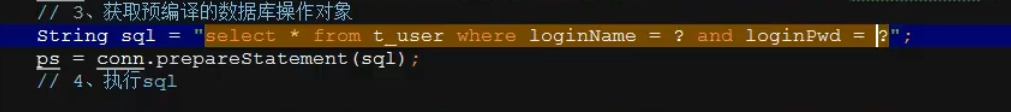 // 3、获取预编译的数据库操作对象
String sql = "select * from t_user where loginName = ? and loginPwd = ?";
ps = conn.prepareStatement(sql);
// 4、执行sql